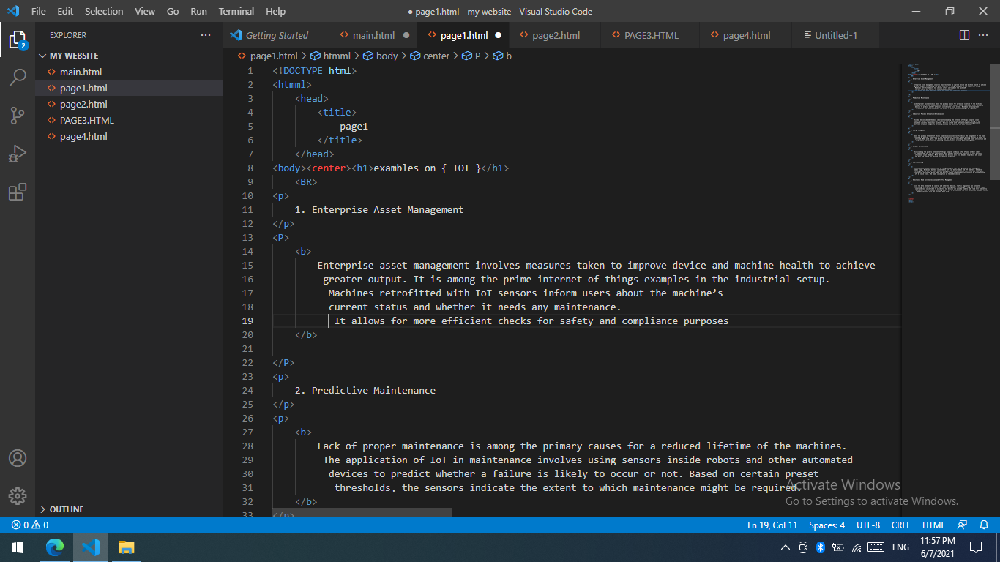 File Edit Selection View Go Run Terminal Help
● page1.html - my website - Visual Studio Code
EXPLORER
Getting Started
main.html
page1.html
page2.html
PAGE3.HTML
page4.html
Untitled-1
MY WEBSITE
main.html
page1.html
page2.html
PAGE3.HTML
page4.html
OUTLINE
2
page1.html > htmml > body > center > P > b
1 <!DOCTYPE html>
2 <htmml>
3 <head>
4 <title>
5 page1
6 </title>
7 </head>
8 <body><center><h1>exambles on { IOT }</h1>
9 <BR>
10 <p>
11 1. Enterprise Asset Management
12 </p>
13 <P>
14 <b>
15 Enterprise asset management involves measures taken to improve device and machine health to achieve
16 greater output. It is among the prime internet of things examples in the industrial setup.
17 Machines retrofitted with IoT sensors inform users about the machine’s
18 current status and whether it needs any maintenance.
19 It allows for more efficient checks for safety and compliance purposes
20 </b>
21
22 </P>
23 <p>
24 2. Predictive Maintenance
25 </p>
26 <p>
27 <b>
28 Lack of proper maintenance is among the primary causes for a reduced lifetime of the machines.
29 The application of IoT in maintenance involves using sensors inside robots and other automated
30 devices to predict whether a failure is likely to occur or not. Based on certain preset
31 thresholds, the sensors indicate the extent to which maintenance might be required.
32 </b>
33 </p>
Activate Windows
Go to Settings to activate Windows.
0 0
Ln 19, Col 11 Spaces: 4 UTF-8 CRLF HTML
ENG
11:57 PM
6/7/2021